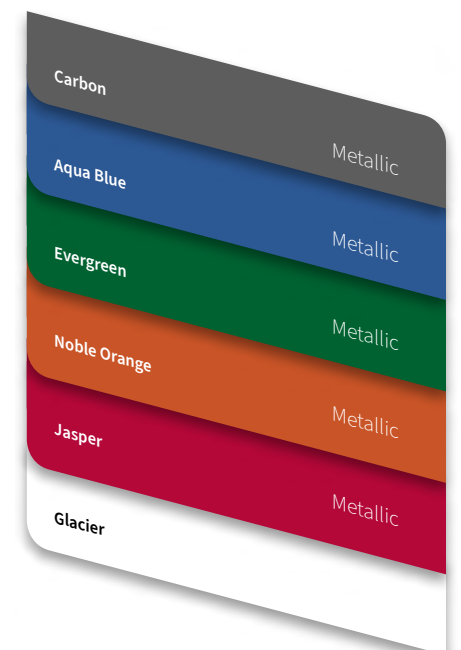 Carbon
Metallic
Aqua Blue
Metallic
Evergreen
Metallic
Noble Orange
Metallic
Jasper
Metallic
Glacier